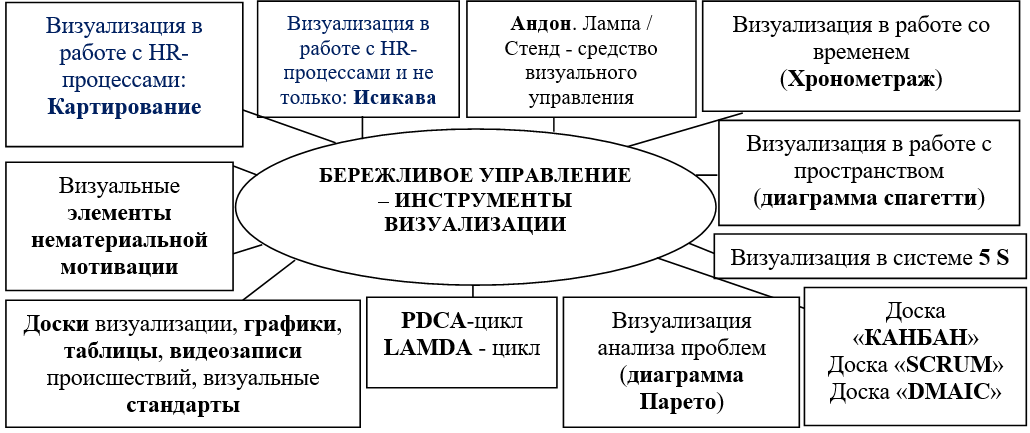 Визуализация в
работе с HR-
процессами:
Картирование
Визуализация в
работе с HR-
процессами и не
только: Исикава
Андон. Лампа /
Стенд - средство
визуального
управления
Визуализация в работе со
временем
(Хронометраж)
БЕРЕЖЛИВОЕ УПРАВЛЕНИЕ
– ИНСТРУМЕНТЫ
ВИЗУАЛИЗАЦИИ
Визуализация в работе с
пространством
(диаграмма спагетти)
Визуальные
элементы
нематериальной
мотивации
Визуализация в системе 5 S
Доски визуализации, графики,
таблицы, видеозаписи
происшествий, визуальные
стандарты
PDCA-цикл
LAMDA - цикл
Визуализация
анализа проблем
(диаграмма
Парето)
Доска
«КАНБАН»
Доска «SCRUM»
Доска «DMAIC»